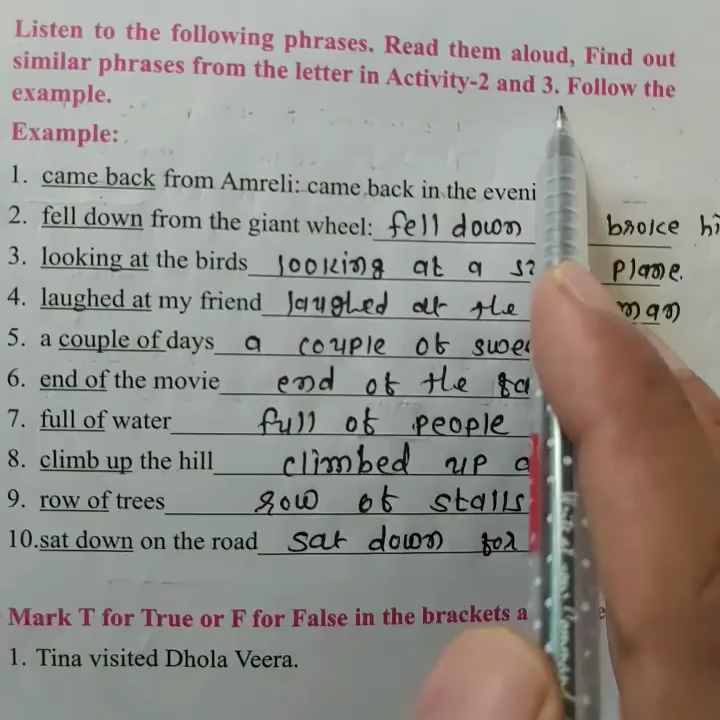 Listen to the following phrases. Read them aloud, Find out
similar phrases from the letter in Activity-2 and 3. Follow the
example.
Example:
1. came back from Amreli: came back in the eveni
2. fell down from the giant wheel: fell down broke hi
3. looking at the birds looking at a plane.
4. laughed at my friend laughed at the man
5. a couple of days a couple of swee
6. end of the movie end of the fa
7. full of water full of people
8. climb up the hill climbed up a
9. row of trees row of stalls
10.sat down on the road sat down for
Mark T for True or F for False in the brackets a
1. Tina visited Dhola Veera.